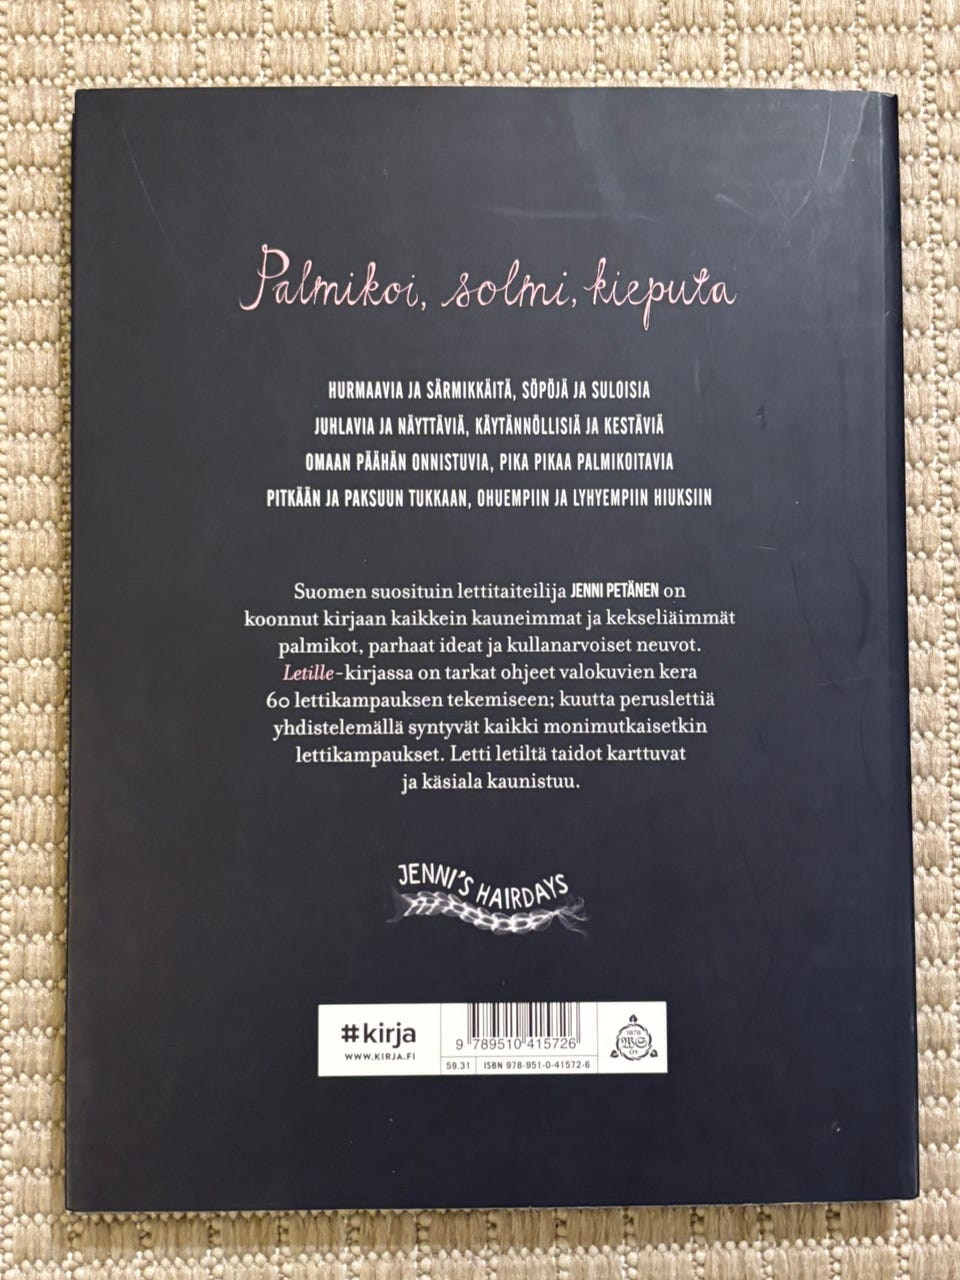 Palmikoi, solmi, kieputa
HURMAAVIA JA SÄRMIKKÄITÄ, SÖPÖJÄ JA SULOISIA
JUHLAVIA JA NÄYTTÄVIÄ, KÄYTÄNNÖLLISIÄ JA KESTÄVIÄ
OMAAN PÄÄHÄN ONNISTUVIA, PIKA PIKAA PALMIKOITAVIA
PITKÄÄN JA PAKSUUN TUKKAAN, OHUEMPIIN JA LYHYEMPIIN HIUKSIIN
Suomen suosituin lettitaiteilija JENNI PETÄNEN on
koonnut kirjaan kaikkein kauneimmat ja kekseliäimmät
palmikot, parhaat ideat ja kullanarvoiset neuvot.
Letille-kirjassa on tarkat ohjeet valokuvien kera
60 lettikampauksen tekemiseen; kuutta peruslettiä
yhdistelemällä syntyvät kaikki monimutkaisetkin
lettikampaukset. Letti letiltä taidot karttuvat
ja käsiala kaunistuu.
JENNI'S HAIRDAYS
#kirja
WWW.KIRJA.FI
9 789510 415726
59.31 ISBN 978-951-0-41572-6
1878
WS
OY